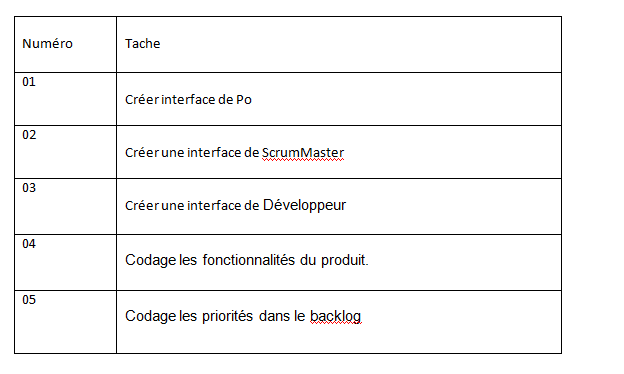 Numéro Tache
01
Créer interface de Po
02
Créer une interface de ScrumMaster
03
Créer une interface de Développeur
04
Codage les fonctionnalités du produit.
05
Codage les priorités dans le backlog